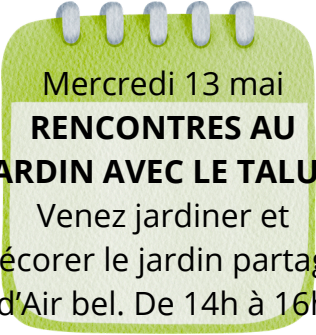 Mercredi 13 mai
RENCONTRES AU
ARDIN AVEC LE TALU
Venez jardiner et
écorer le jardin partag
d'Air bel. De 14h à 16h